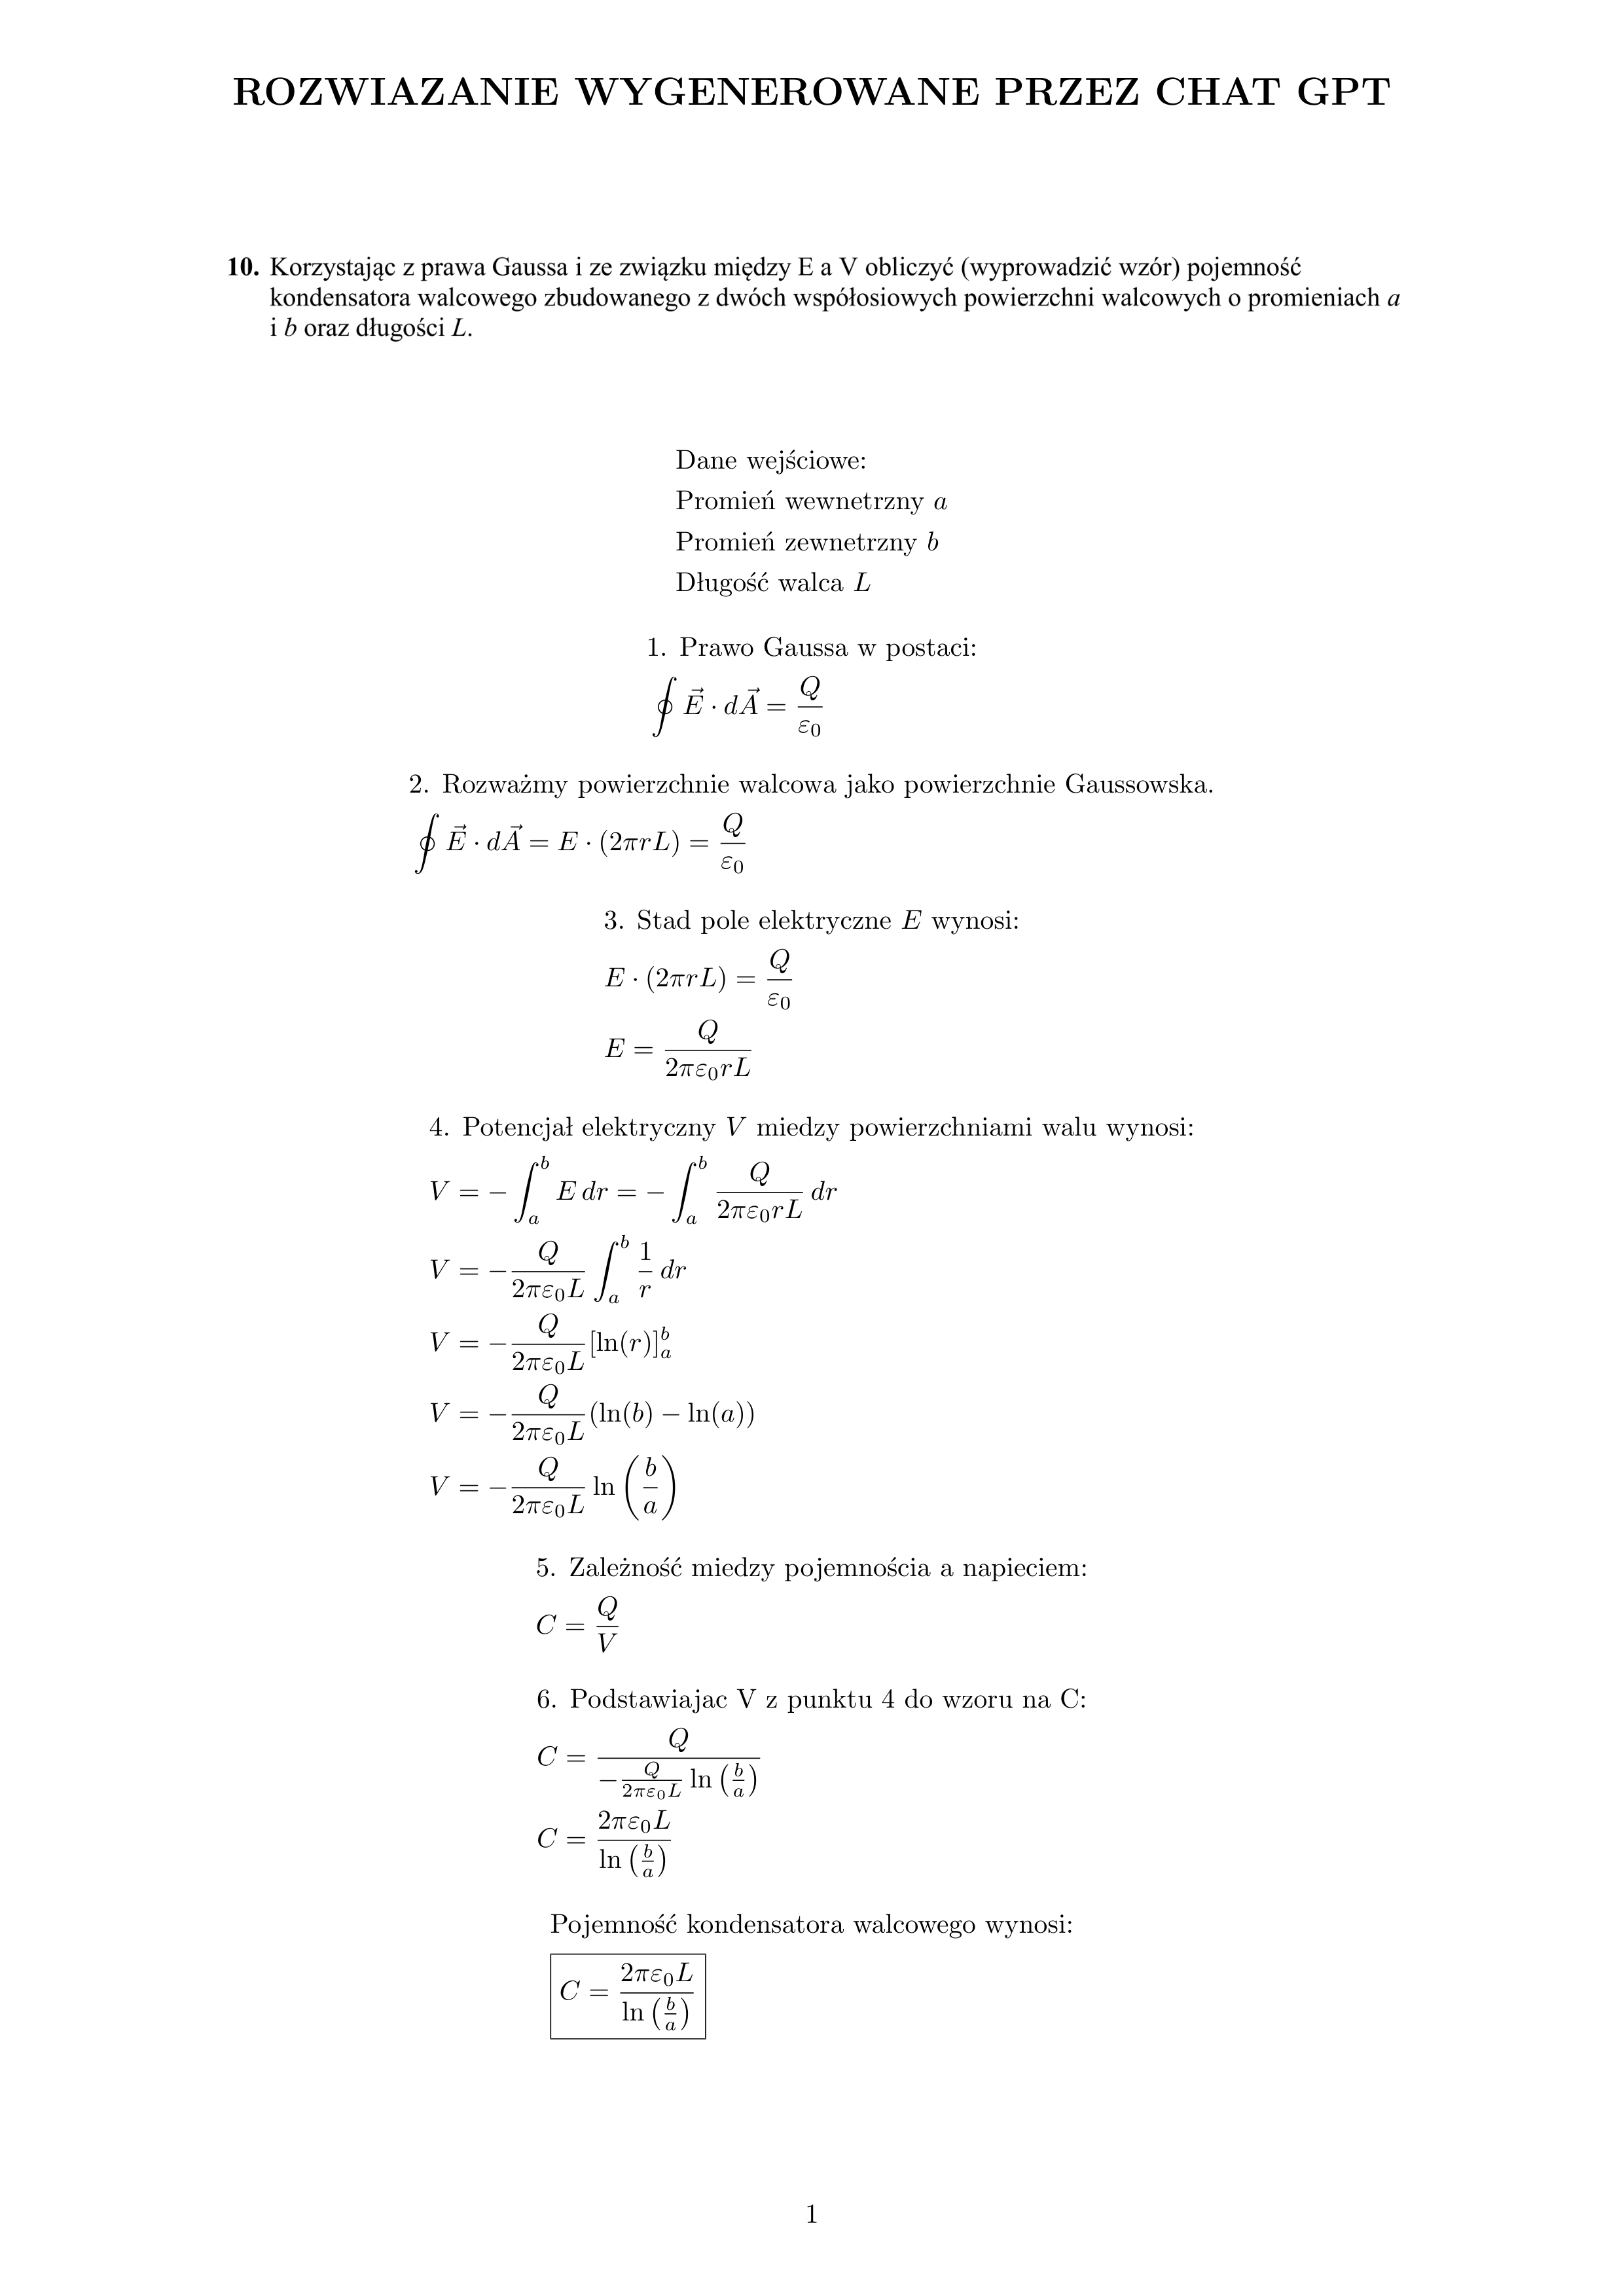 ROZWIAZANIE WYGENEROWANE PRZEZ CHAT GPT
10. Korzystając z prawa Gaussa i ze związku między E a V obliczyć (wyprowadzić wzór) pojemność
kondensatora walcowego zbudowanego z dwóch współosiowych powierzchni walcowych o promieniach a
i b oraz długości L.
Dane wejściowe:
Promień wewnetrzny a
Promień zewnetrzny b
Długość walca L
1. Prawo Gaussa w postaci:
\oint \vec{E} \cdot d\vec{A} = \frac{Q}{\varepsilon_0}
2. Rozważmy powierzchnie walcowa jako powierzchnie Gaussowska.
\oint \vec{E} \cdot d\vec{A} = E \cdot (2\pi rL) = \frac{Q}{\varepsilon_0}
3. Stad pole elektryczne E wynosi:
E \cdot (2\pi rL) = \frac{Q}{\varepsilon_0}
E = \frac{Q}{2\pi\varepsilon_0 rL}
4. Potencjał elektryczny V miedzy powierzchniami walu wynosi:
V = -\int_a^b E \, dr = -\int_a^b \frac{Q}{2\pi\varepsilon_0 rL} \, dr
V = -\frac{Q}{2\pi\varepsilon_0 L} \int_a^b \frac{1}{r} \, dr
V = -\frac{Q}{2\pi\varepsilon_0 L} [\ln(r)]_a^b
V = -\frac{Q}{2\pi\varepsilon_0 L} (\ln(b) - \ln(a))
V = -\frac{Q}{2\pi\varepsilon_0 L} \ln\left(\frac{b}{a}\right)
5. Zależność miedzy pojemnościa a napieciem:
C = \frac{Q}{V}
6. Podstawiajac V z punktu 4 do wzoru na C:
C = \frac{Q}{-\frac{Q}{2\pi\varepsilon_0 L} \ln\left(\frac{b}{a}\right)}
C = \frac{2\pi\varepsilon_0 L}{\ln\left(\frac{b}{a}\right)}
Pojemność kondensatora walcowego wynosi:
C = \frac{2\pi\varepsilon_0 L}{\ln\left(\frac{b}{a}\right)}
1